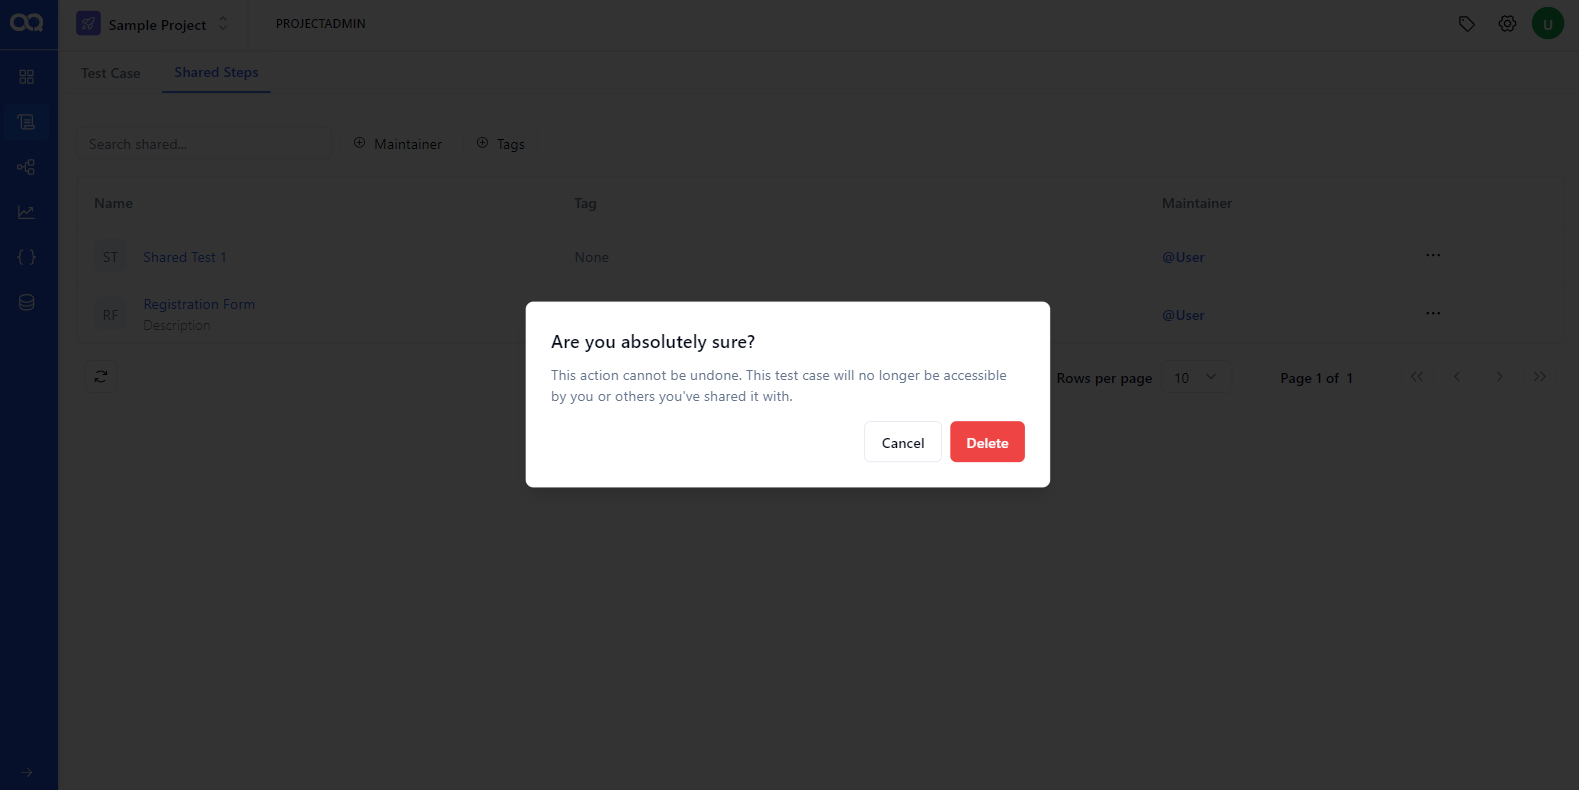 Sample Project
PROJECTADMIN
U
Test Case
Shared Steps
Search shared...
Maintainer
Tags
Name
Tag
Maintainer
ST
Shared Test 1
None
@User
...
RF
Registration Form
Description
@User
...
Are you absolutely sure?
This action cannot be undone. This test case will no longer be accessible
by you or others you've shared it with.
Cancel
Delete
Rows per page
10
Page 1 of 1